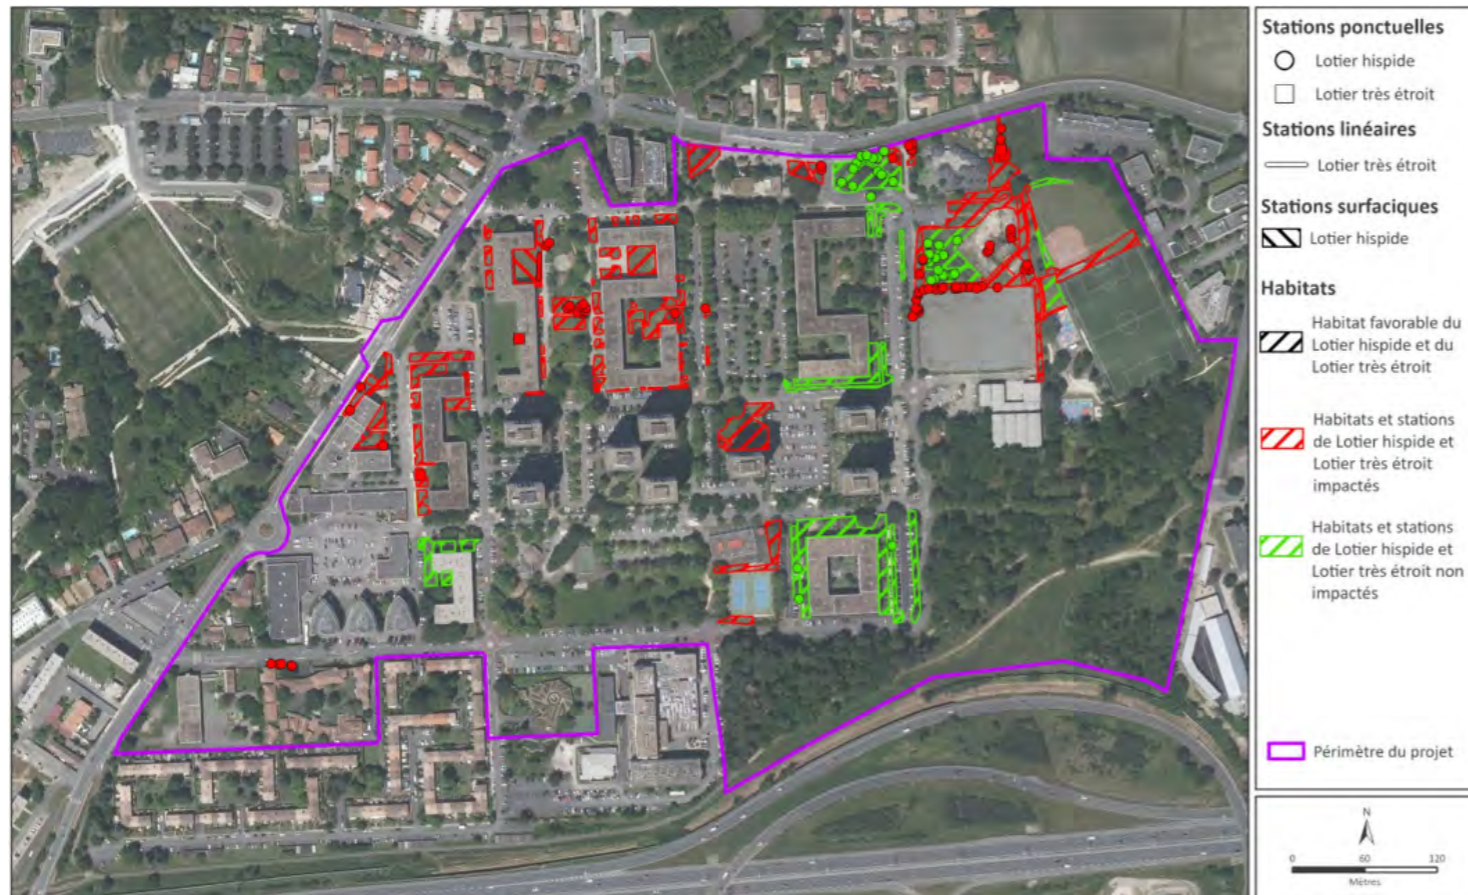 Stations ponctuelles
Lotier hispide
Lotier très étroit
Stations linéaires
Lotier très étroit
Stations surfaciques
Lotier hispide
Habitats
Habitat favorable du
Lotier hispide et du
Lotier très étroit
Habitats et stations
de Lotier hispide et
Lotier très étroit
impactés
Habitats et stations
de Lotier hispide et
Lotier très étroit non
impactés
Périmètre du projet
N
0 60 120
Mètres